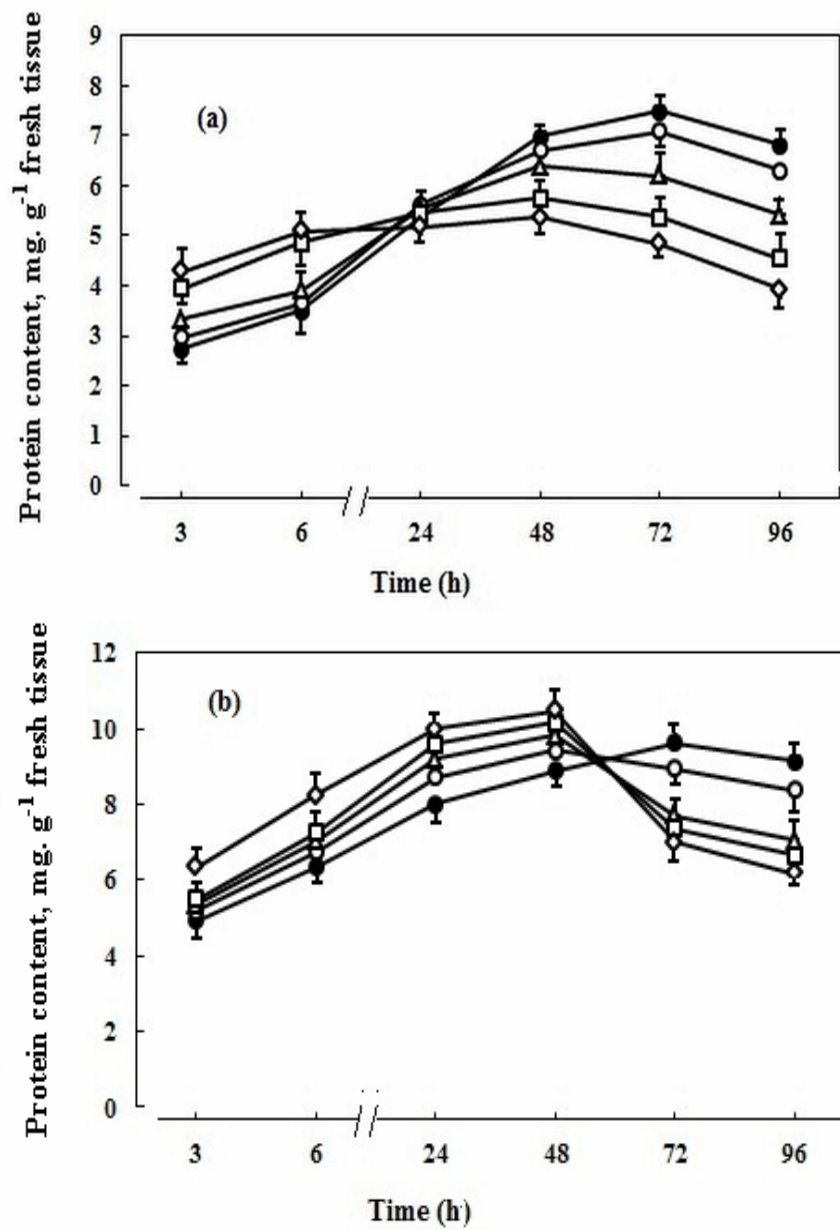 Protein content, mg. g-1 fresh tissue
(a)
9
8
7
6
5
4
3
2
1
0
3 6 24 48 72 96
Time (h)
Protein content, mg. g-1 fresh tissue
(b)
12
10
8
6
4
2
0
3 6 24 48 72 96
Time (h)